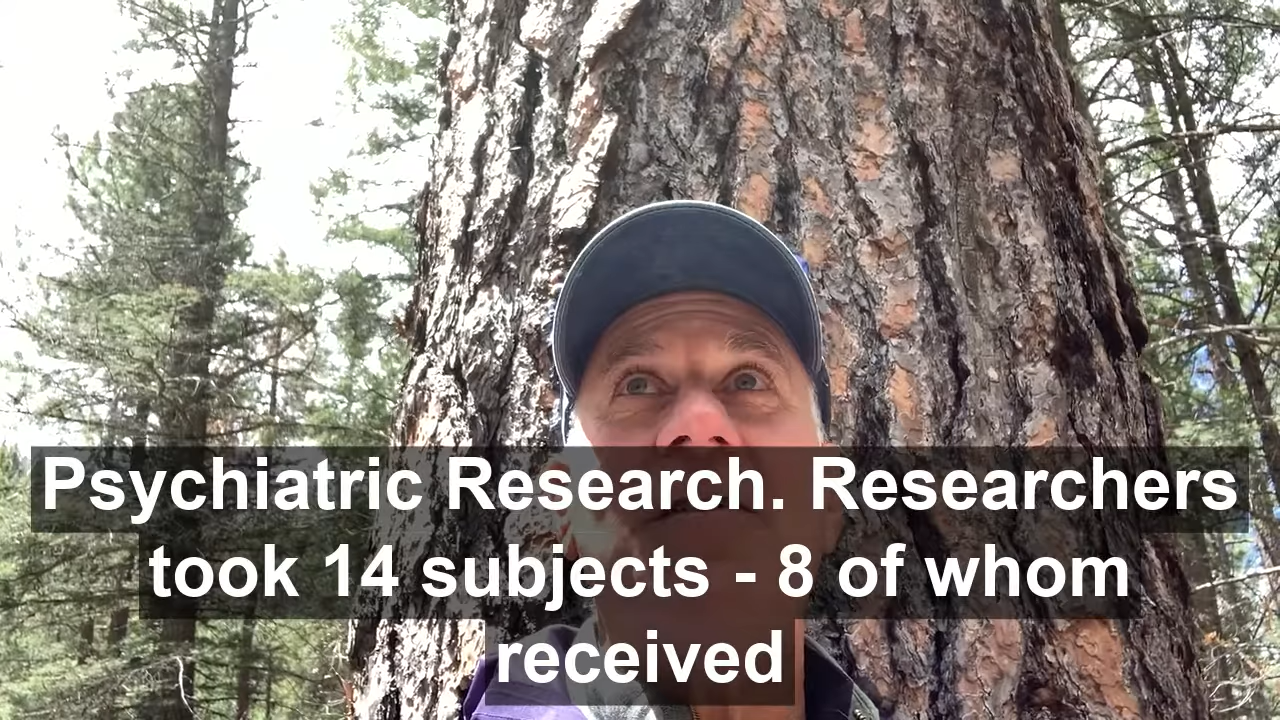 Psychiatric Research. Researchers
took 14 subjects - 8 of whom
received